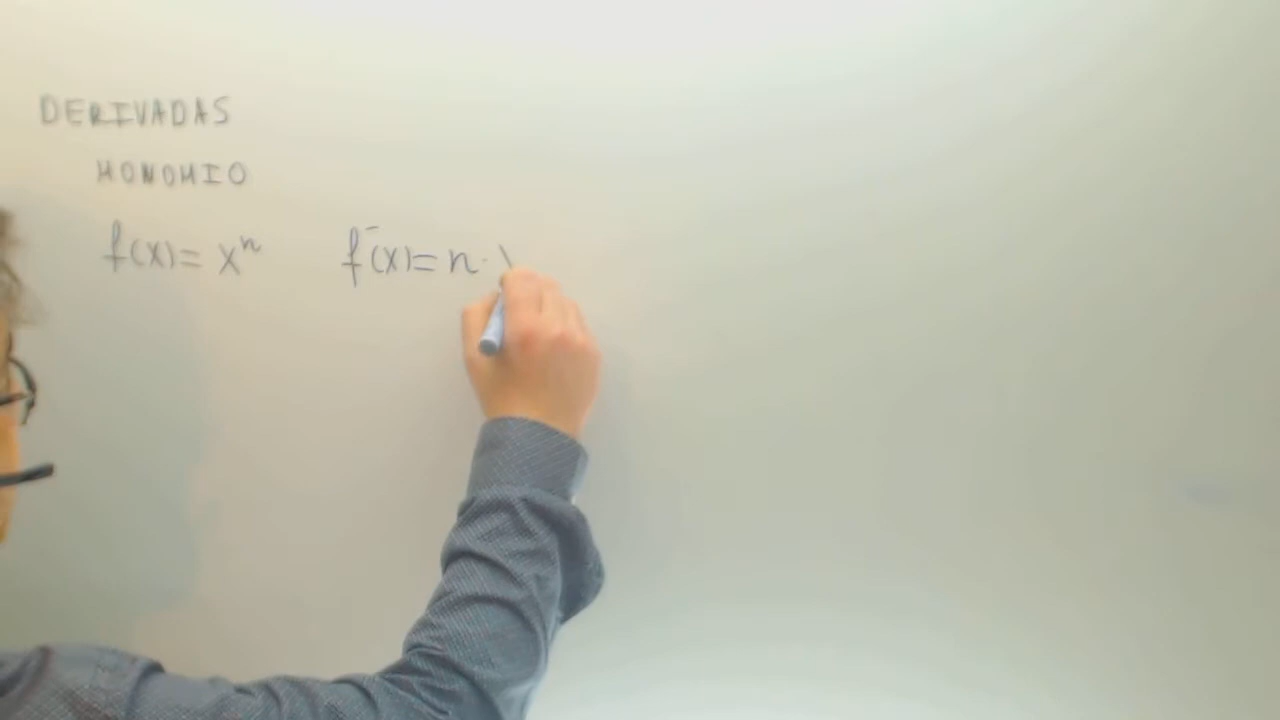 DERIVADAS
MONOMIO
f(x)= xⁿ f'(x)= n·